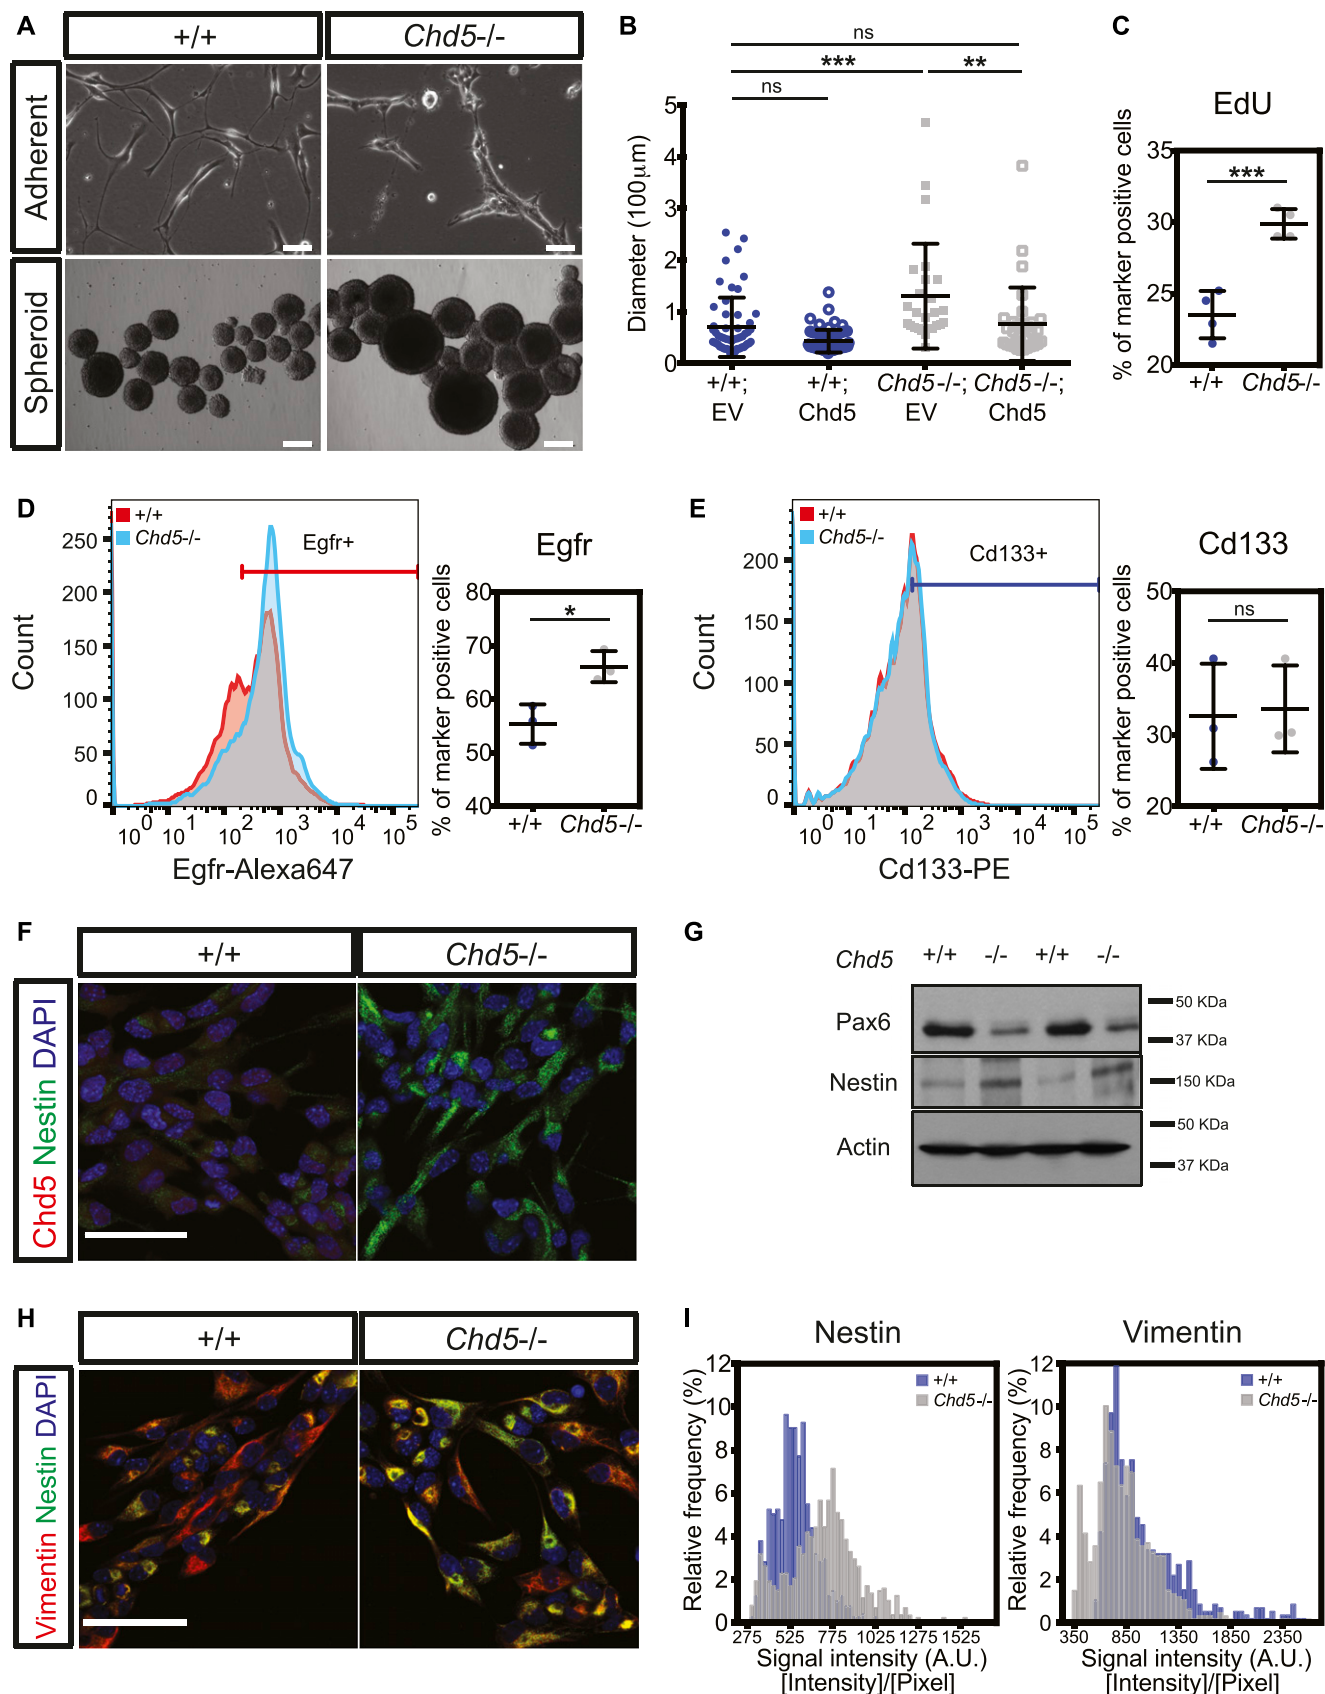 A
+/+
Chd5-/-
Adherent
Spheroid
B
ns
***
**
ns
Diameter (100µm)
5
4
3
2
1
0
+/+;
EV
+/+;
Chd5
Chd5-/-;
EV
Chd5-/-;
Chd5
C
EdU
% of marker positive cells
35
30
25
20
***
+/+
Chd5-/-
D
+/+
Chd5-/-
Egfr+
Count
250
200
150
100
50
0
10^0 10^1 10^2 10^3 10^4 10^5
Egfr-Alexa647
Egfr
% of marker positive cells
80
70
60
50
40
*
+/+
Chd5-/-
E
+/+
Chd5-/-
Cd133+
Count
200
150
100
50
0
10^0 10^1 10^2 10^3 10^4 10^5
Cd133-PE
Cd133
% of marker positive cells
50
40
30
20
ns
+/+
Chd5-/-
F
+/+
Chd5-/-
Chd5 Nestin DAPI
G
Chd5 +/+ -/- +/+ -/-
Pax6
50 KDa
37 KDa
Nestin
150 KDa
Actin
50 KDa
37 KDa
H
+/+
Chd5-/-
Vimentin Nestin DAPI
I
Nestin
Relative frequency (%)
12
10
8
6
4
2
0
+/+
Chd5-/-
275 525 775 1025 1275 1525
Signal intensity (A.U.)
[Intensity]/[Pixel]
Vimentin
Relative frequency (%)
12
10
8
6
4
2
0
+/+
Chd5-/-
350 850 1350 1850 2350
Signal intensity (A.U.)
[Intensity]/[Pixel]